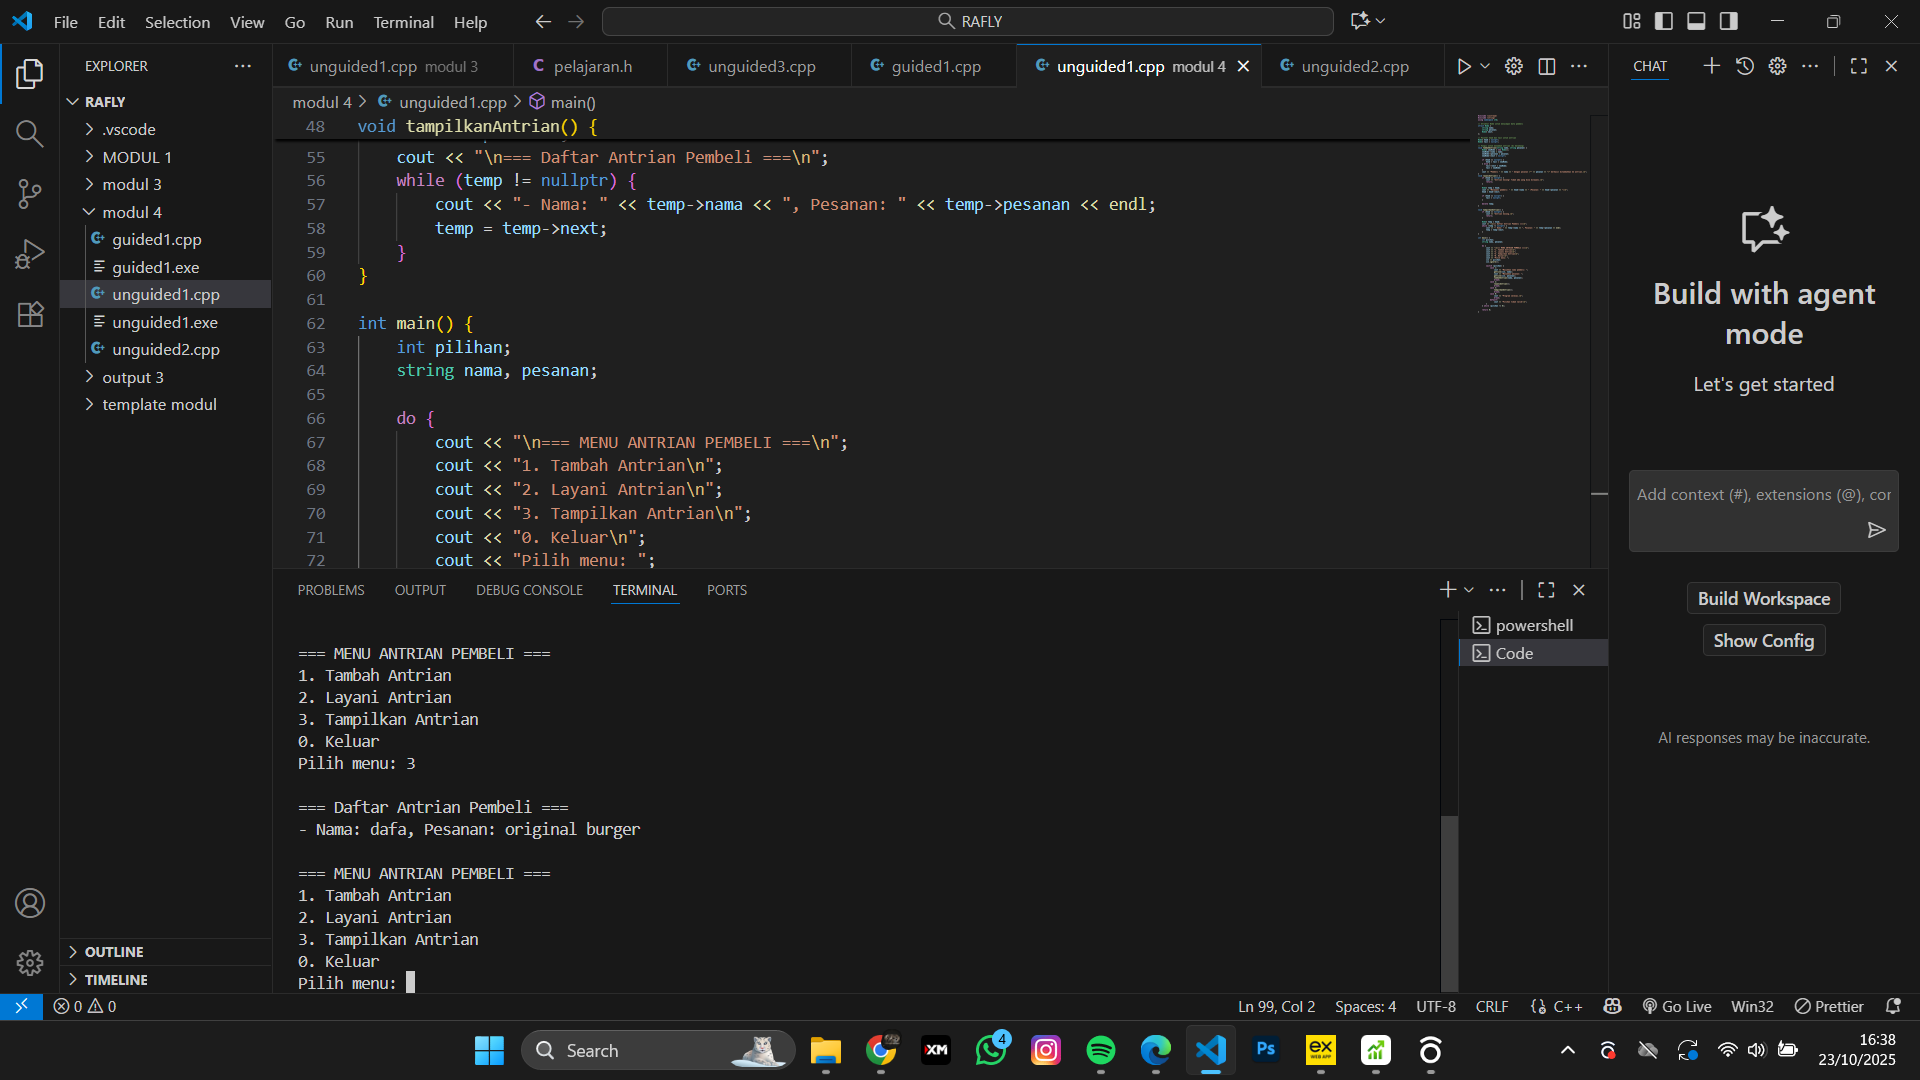 File Edit Selection View Go Run Terminal Help
RAFLY
EXPLORER
RAFLY
.vscode
MODUL 1
modul 3
modul 4
guided1.cpp
guided1.exe
unguided1.cpp
unguided1.exe
unguided2.cpp
output 3
template modul
OUTLINE
TIMELINE
unguided1.cpp modul 3
pelajaran.h
unguided3.cpp
guided1.cpp
unguided1.cpp modul 4
unguided2.cpp
modul 4 > unguided1.cpp > main()
48 void tampilkanAntrian() {
55 cout << "\n=== Daftar Antrian Pembeli ===\n";
56 while (temp != nullptr) {
57 cout << "- Nama: " << temp->nama << ", Pesanan: " << temp->pesanan << endl;
58 temp = temp->next;
59 }
60 }
61
62 int main() {
63 int pilihan;
64 string nama, pesanan;
65
66 do {
67 cout << "\n=== MENU ANTRIAN PEMBELI ===\n";
68 cout << "1. Tambah Antrian\n";
69 cout << "2. Layani Antrian\n";
70 cout << "3. Tampilkan Antrian\n";
71 cout << "0. Keluar\n";
72 cout << "Pilih menu: ";
PROBLEMS OUTPUT DEBUG CONSOLE TERMINAL PORTS
=== MENU ANTRIAN PEMBELI ===
1. Tambah Antrian
2. Layani Antrian
3. Tampilkan Antrian
0. Keluar
Pilih menu: 3
=== Daftar Antrian Pembeli ===
- Nama: dafa, Pesanan: original burger
=== MENU ANTRIAN PEMBELI ===
1. Tambah Antrian
2. Layani Antrian
3. Tampilkan Antrian
0. Keluar
Pilih menu:
powershell
Code
CHAT
Build with agent
mode
Let's get started
Add context (#), extensions (@), cor
Build Workspace
Show Config
AI responses may be inaccurate.
0 0
Ln 99, Col 2 Spaces: 4 UTF-8 CRLF {} C++ Go Live Win32 Prettier
Search
XM
4
Ps
ex
WEB APP
16:38
23/10/2025